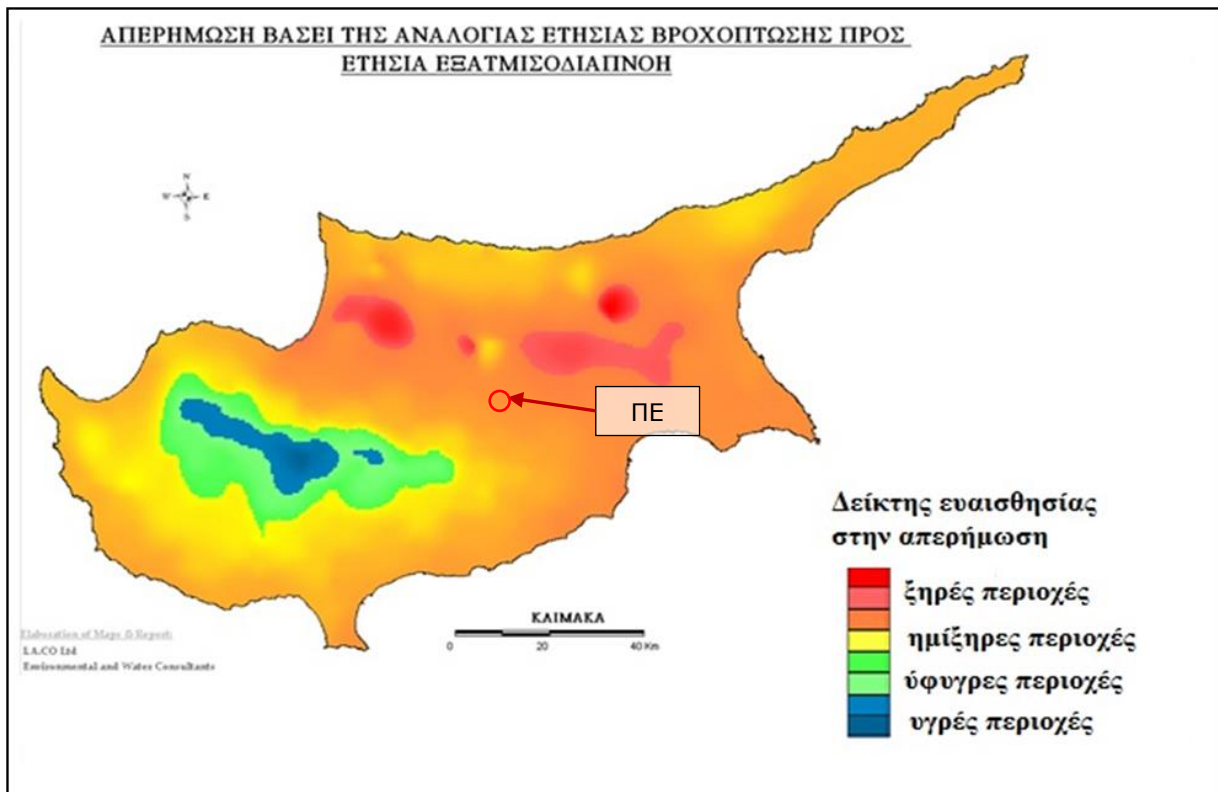 ΑΠΕΡΗΜΩΣΗ ΒΑΣΕΙ ΤΗΣ ΑΝΑΛΟΓΙΑΣ ΕΤΗΣΙΑΣ ΒΡΟΧΟΠΤΩΣΗΣ ΠΡΟΣ
ΕΤΗΣΙΑ ΕΞΑΤΜΙΣΟΔΙΑΠΝΟΗ
N
W E
S
ΠΕ
Δείκτης ευαισθησίας
στην απερήμωση
ξηρές περιοχές
ημίξηρες περιοχές
ύφυγρες περιοχές
υγρές περιοχές
ΚΛΙΜΑΚΑ
0 20 40 Km
Elaboration of Maps & Report:
I.A.CO Ltd
Environmental and Water Consultants